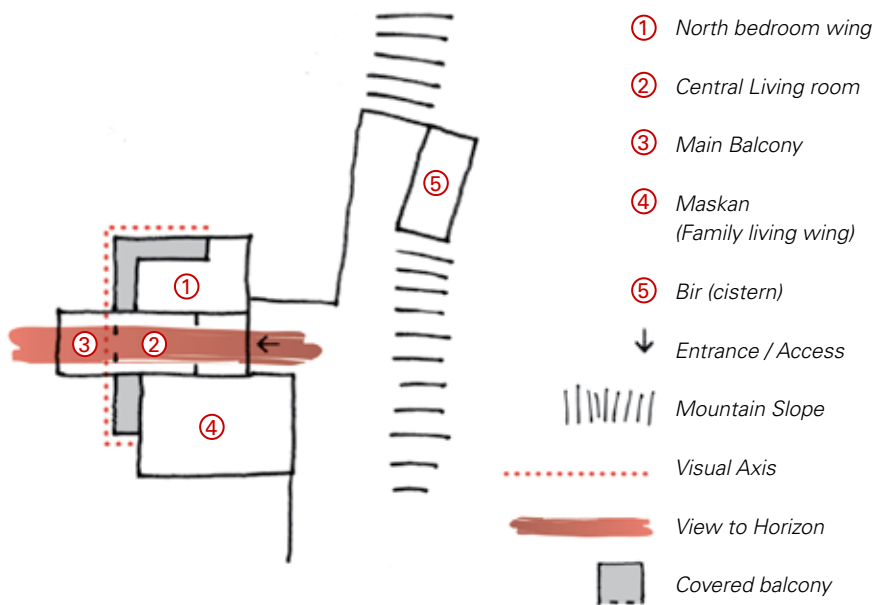 ① North bedroom wing
② Central Living room
③ Main Balcony
④ Maskan
(Family living wing)
⑤ Bir (cistern)
Entrance / Access
Mountain Slope
Visual Axis
View to Horizon
Covered balcony
⑤
①
③ ②
④